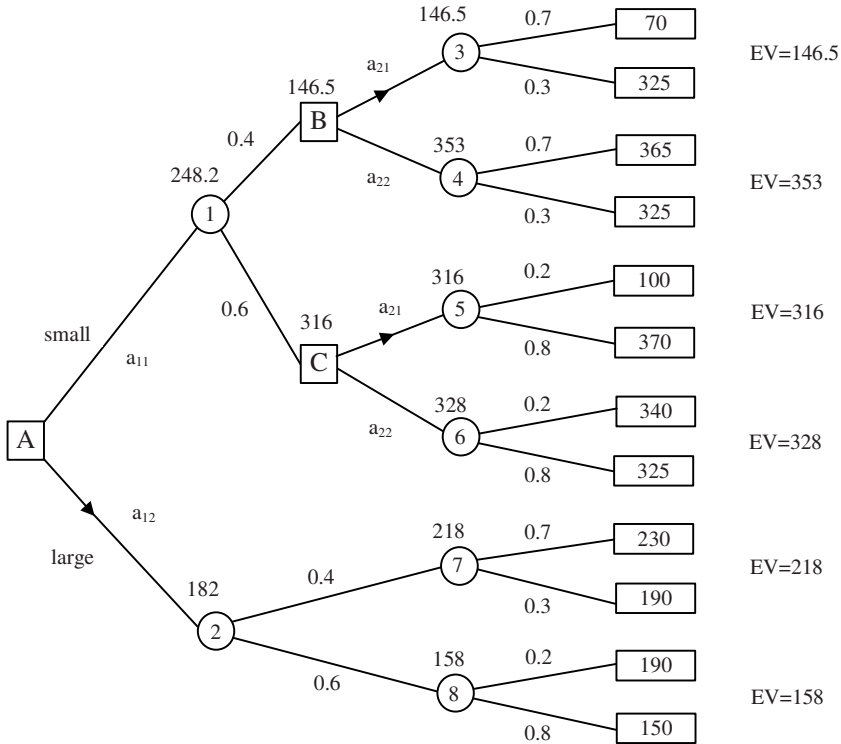 146.5
0.7
70
3
EV=146.5
a21
0.3
325
146.5
B
0.4
353
0.7
365
4
EV=353
a22
0.3
325
248.2
1
316
0.2
100
5
EV=316
a21
0.8
370
0.6
316
C
small
a11
328
0.2
340
6
EV=328
a22
0.8
325
A
a12
large
218
0.7
230
7
EV=218
0.4
0.3
190
182
2
158
0.2
190
8
EV=158
0.6
0.8
150